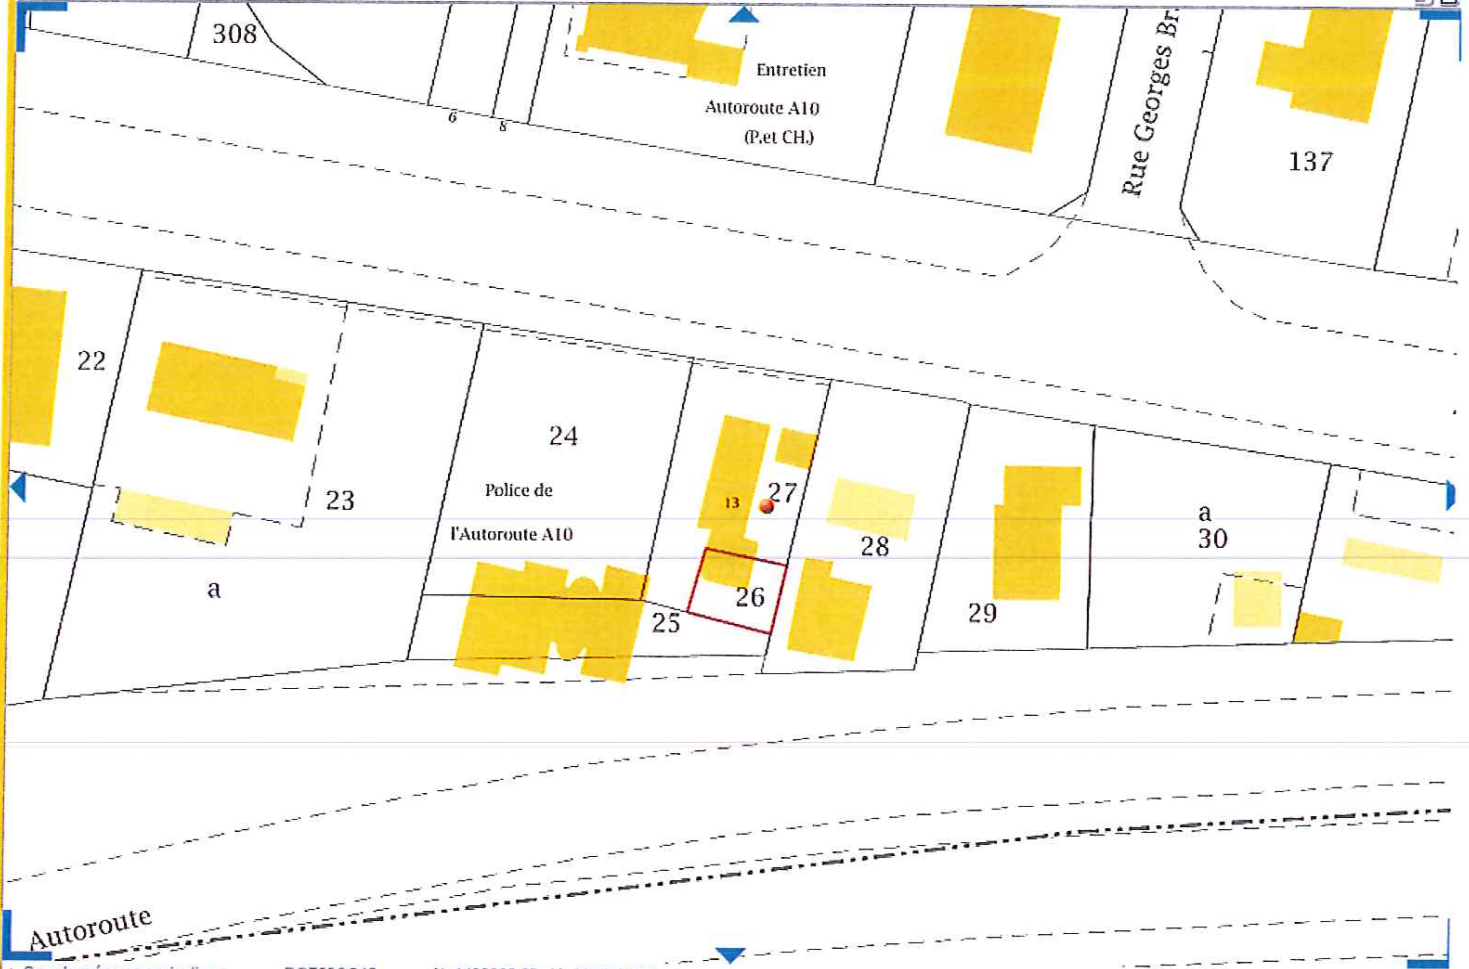 308
6
8
Entretien
Autoroute A10
(P.et CH.)
Rue Georges Br.
137
22
23
a
24
Police de
l'Autoroute A10
13
27
28
25
26
29
a
30
Autoroute